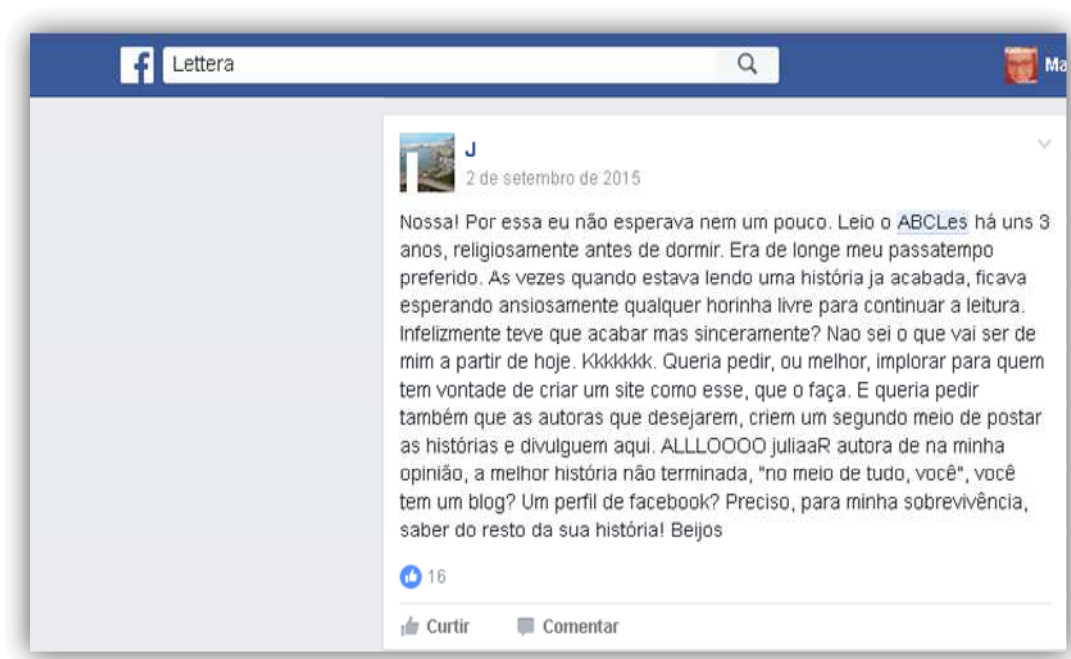 f Lettera Ma
J
2 de setembro de 2015
Nossa! Por essa eu não esperava nem um pouco. Leio o ABCLes há uns 3
anos, religiosamente antes de dormir. Era de longe meu passatempo
preferido. As vezes quando estava lendo uma história ja acabada, ficava
esperando ansiosamente qualquer horinha livre para continuar a leitura.
Infelizmente teve que acabar mas sinceramente? Nao sei o que vai ser de
mim a partir de hoje. Kkkkkkk. Queria pedir, ou melhor, implorar para quem
tem vontade de criar um site como esse, que o faça. E queria pedir
também que as autoras que desejarem, criem um segundo meio de postar
as histórias e divulguem aqui. ALLLOOOO juliaaR autora de na minha
opinião, a melhor história não terminada, "no meio de tudo, você", você
tem um blog? Um perfil de facebook? Preciso, para minha sobrevivência,
saber do resto da sua história! Beijos
16
Curtir Comentar